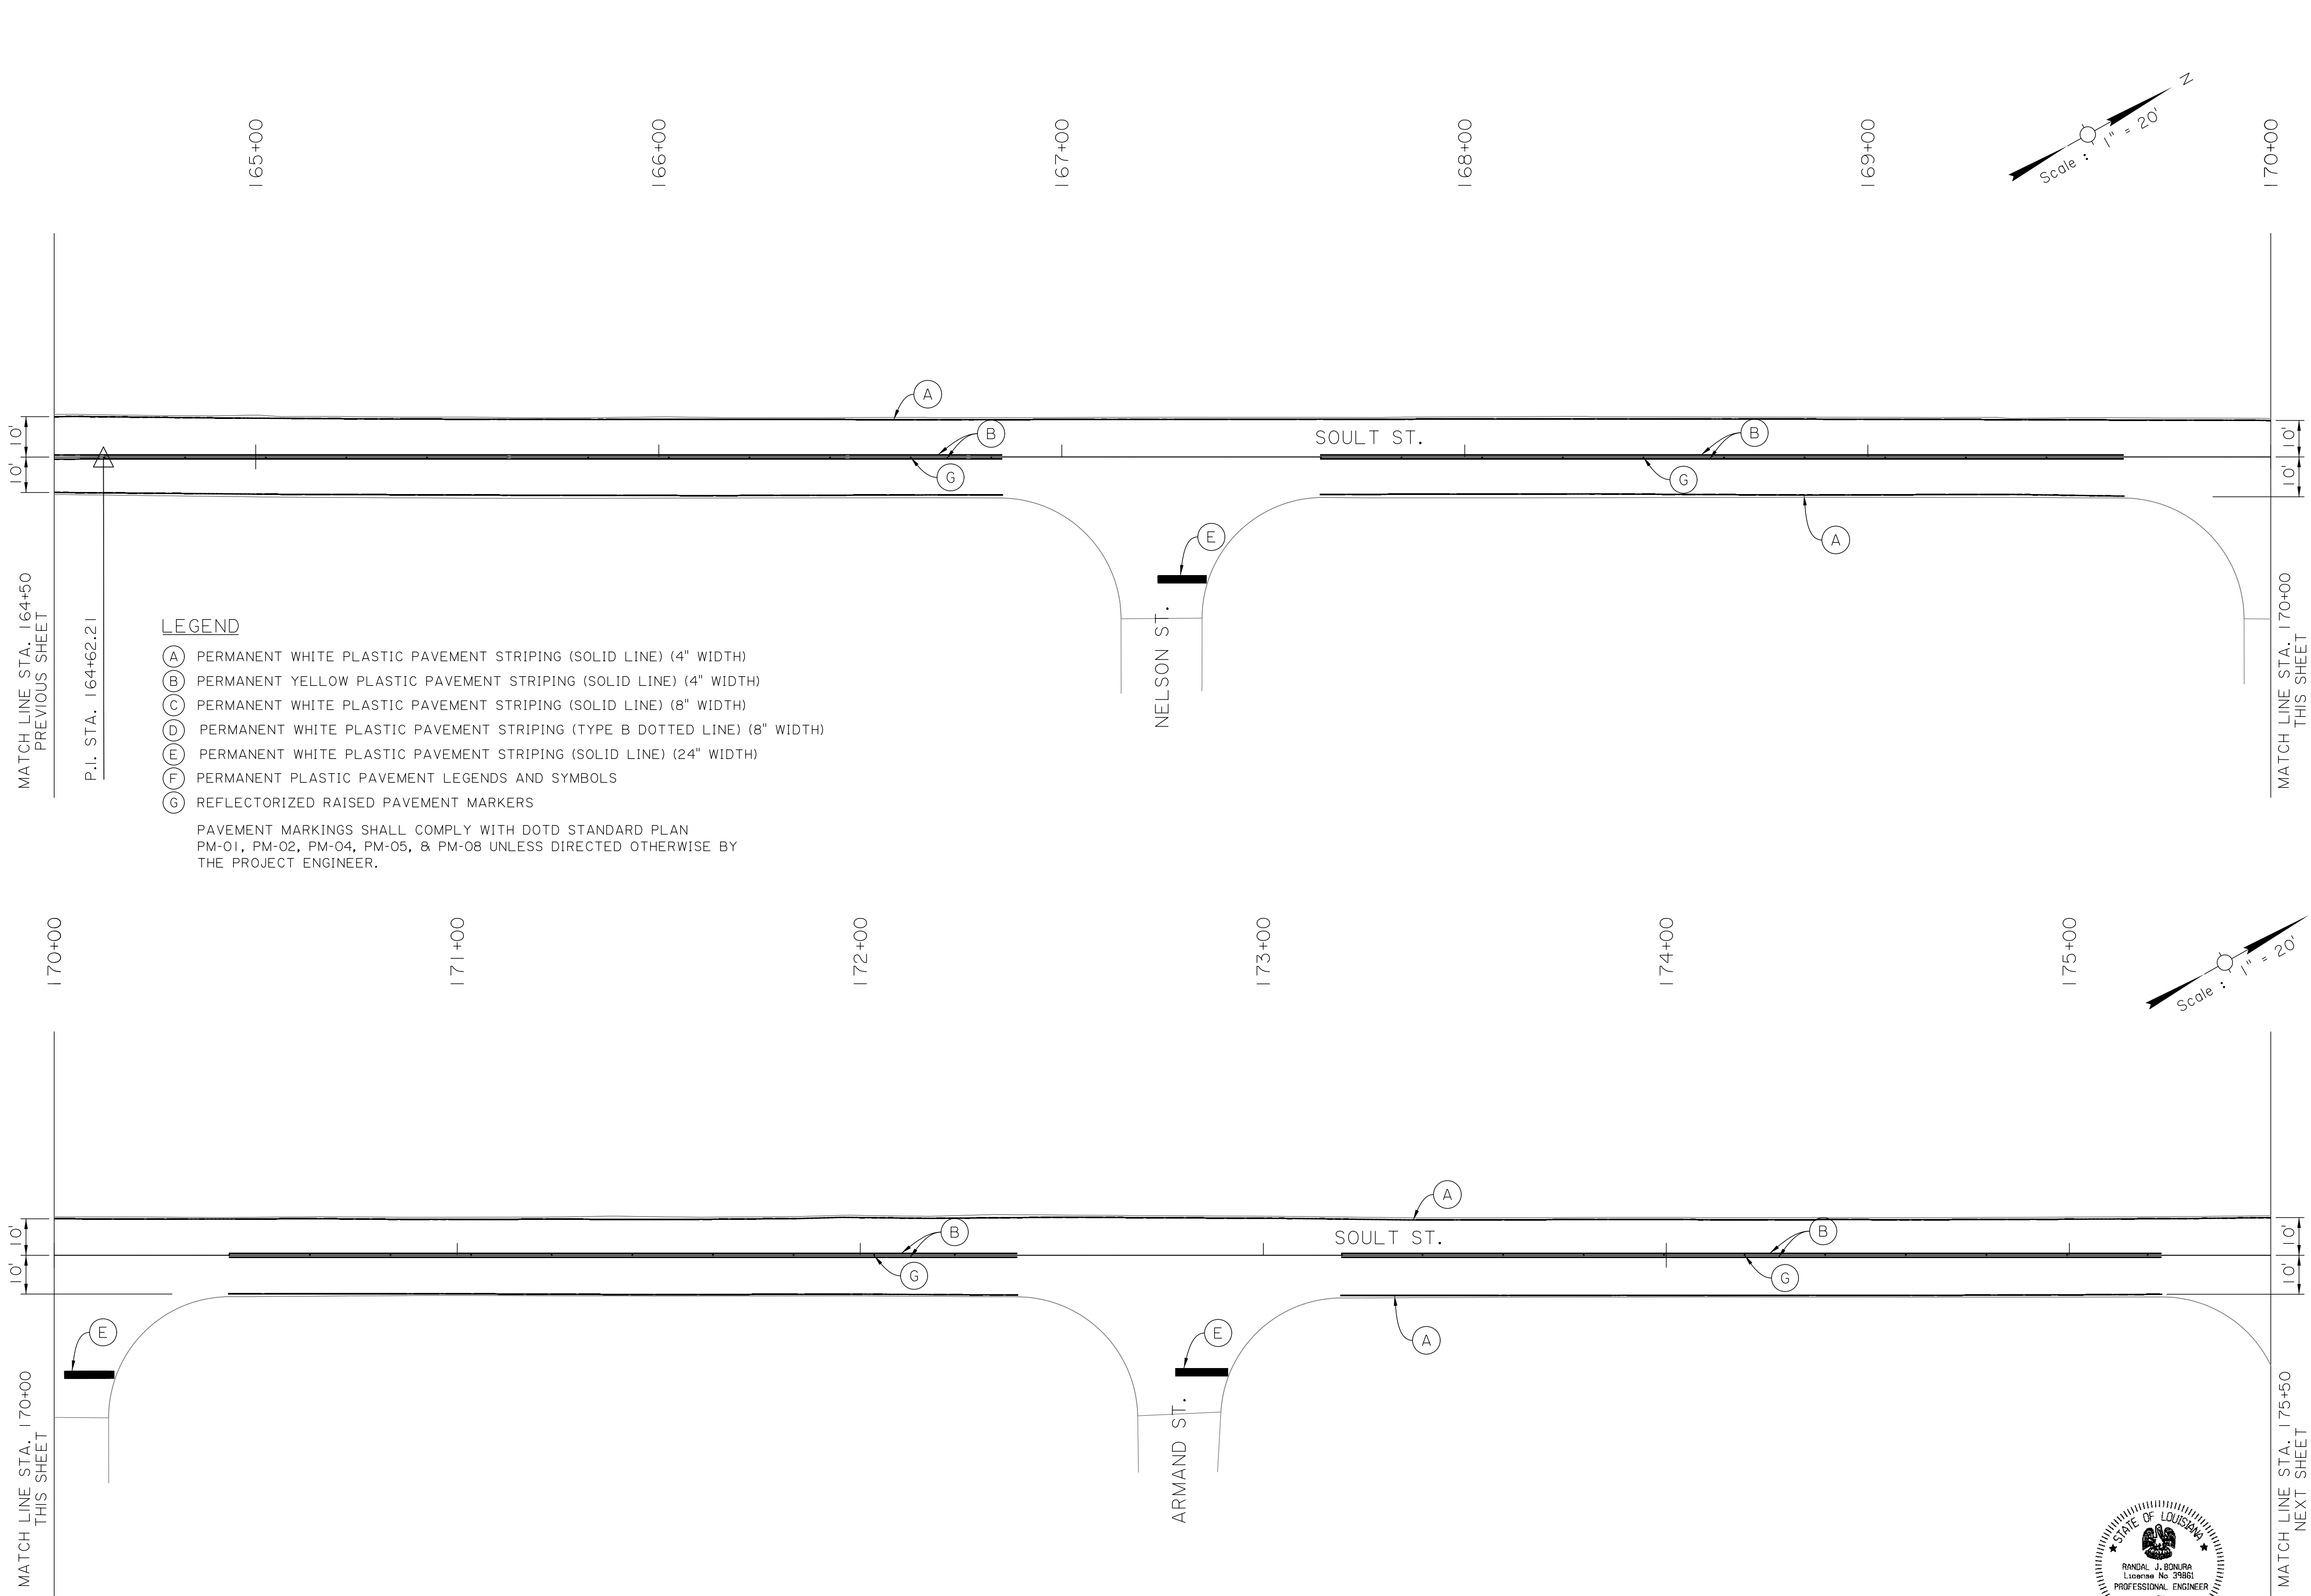 165+00
166+00
167+00
168+00
169+00
170+00
N
Scale : 1" = 20'
A
B
SOULT ST.
B
10'
10'
G
G
10'
10'
E
A
MATCH LINE STA. 164+50
PREVIOUS SHEET
P.I. STA. 164+62.21
NELSON ST.
MATCH LINE STA. 170+00
THIS SHEET
LEGEND
A PERMANENT WHITE PLASTIC PAVEMENT STRIPING (SOLID LINE) (4" WIDTH)
B PERMANENT YELLOW PLASTIC PAVEMENT STRIPING (SOLID LINE) (4" WIDTH)
C PERMANENT WHITE PLASTIC PAVEMENT STRIPING (SOLID LINE) (8" WIDTH)
D PERMANENT WHITE PLASTIC PAVEMENT STRIPING (TYPE B DOTTED LINE) (8" WIDTH)
E PERMANENT WHITE PLASTIC PAVEMENT STRIPING (SOLID LINE) (24" WIDTH)
F PERMANENT PLASTIC PAVEMENT LEGENDS AND SYMBOLS
G REFLECTORIZED RAISED PAVEMENT MARKERS
PAVEMENT MARKINGS SHALL COMPLY WITH DOTD STANDARD PLAN
PM-01, PM-02, PM-04, PM-05, & PM-08 UNLESS DIRECTED OTHERWISE BY
THE PROJECT ENGINEER.
170+00
171+00
172+00
173+00
174+00
175+00
Scale : 1" = 20'
A
B
SOULT ST.
B
10'
10'
G
G
10'
10'
E
E
A
MATCH LINE STA. 170+00
THIS SHEET
ARMAND ST.
MATCH LINE STA. 175+50
NEXT SHEET
STATE OF LOUISIANA
RANDAL J. BONURA
License No 39861
PROFESSIONAL ENGINEER